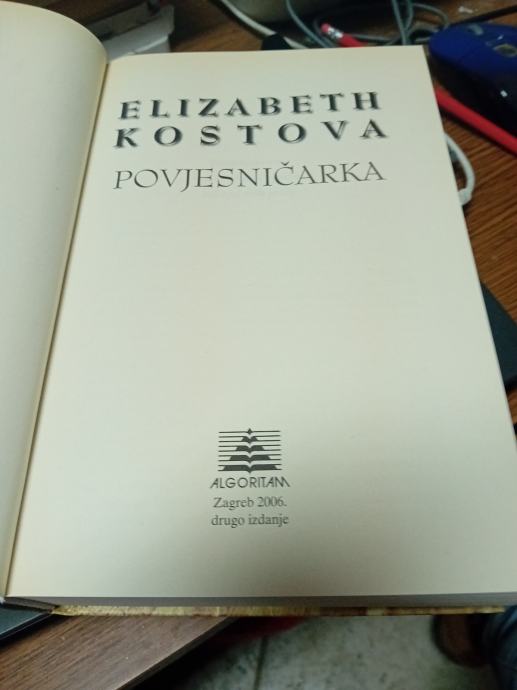 ELIZABETH
KOSTOVA
POVJESNIČARKA
ALGORITAM
Zagreb 2006.
drugo izdanje